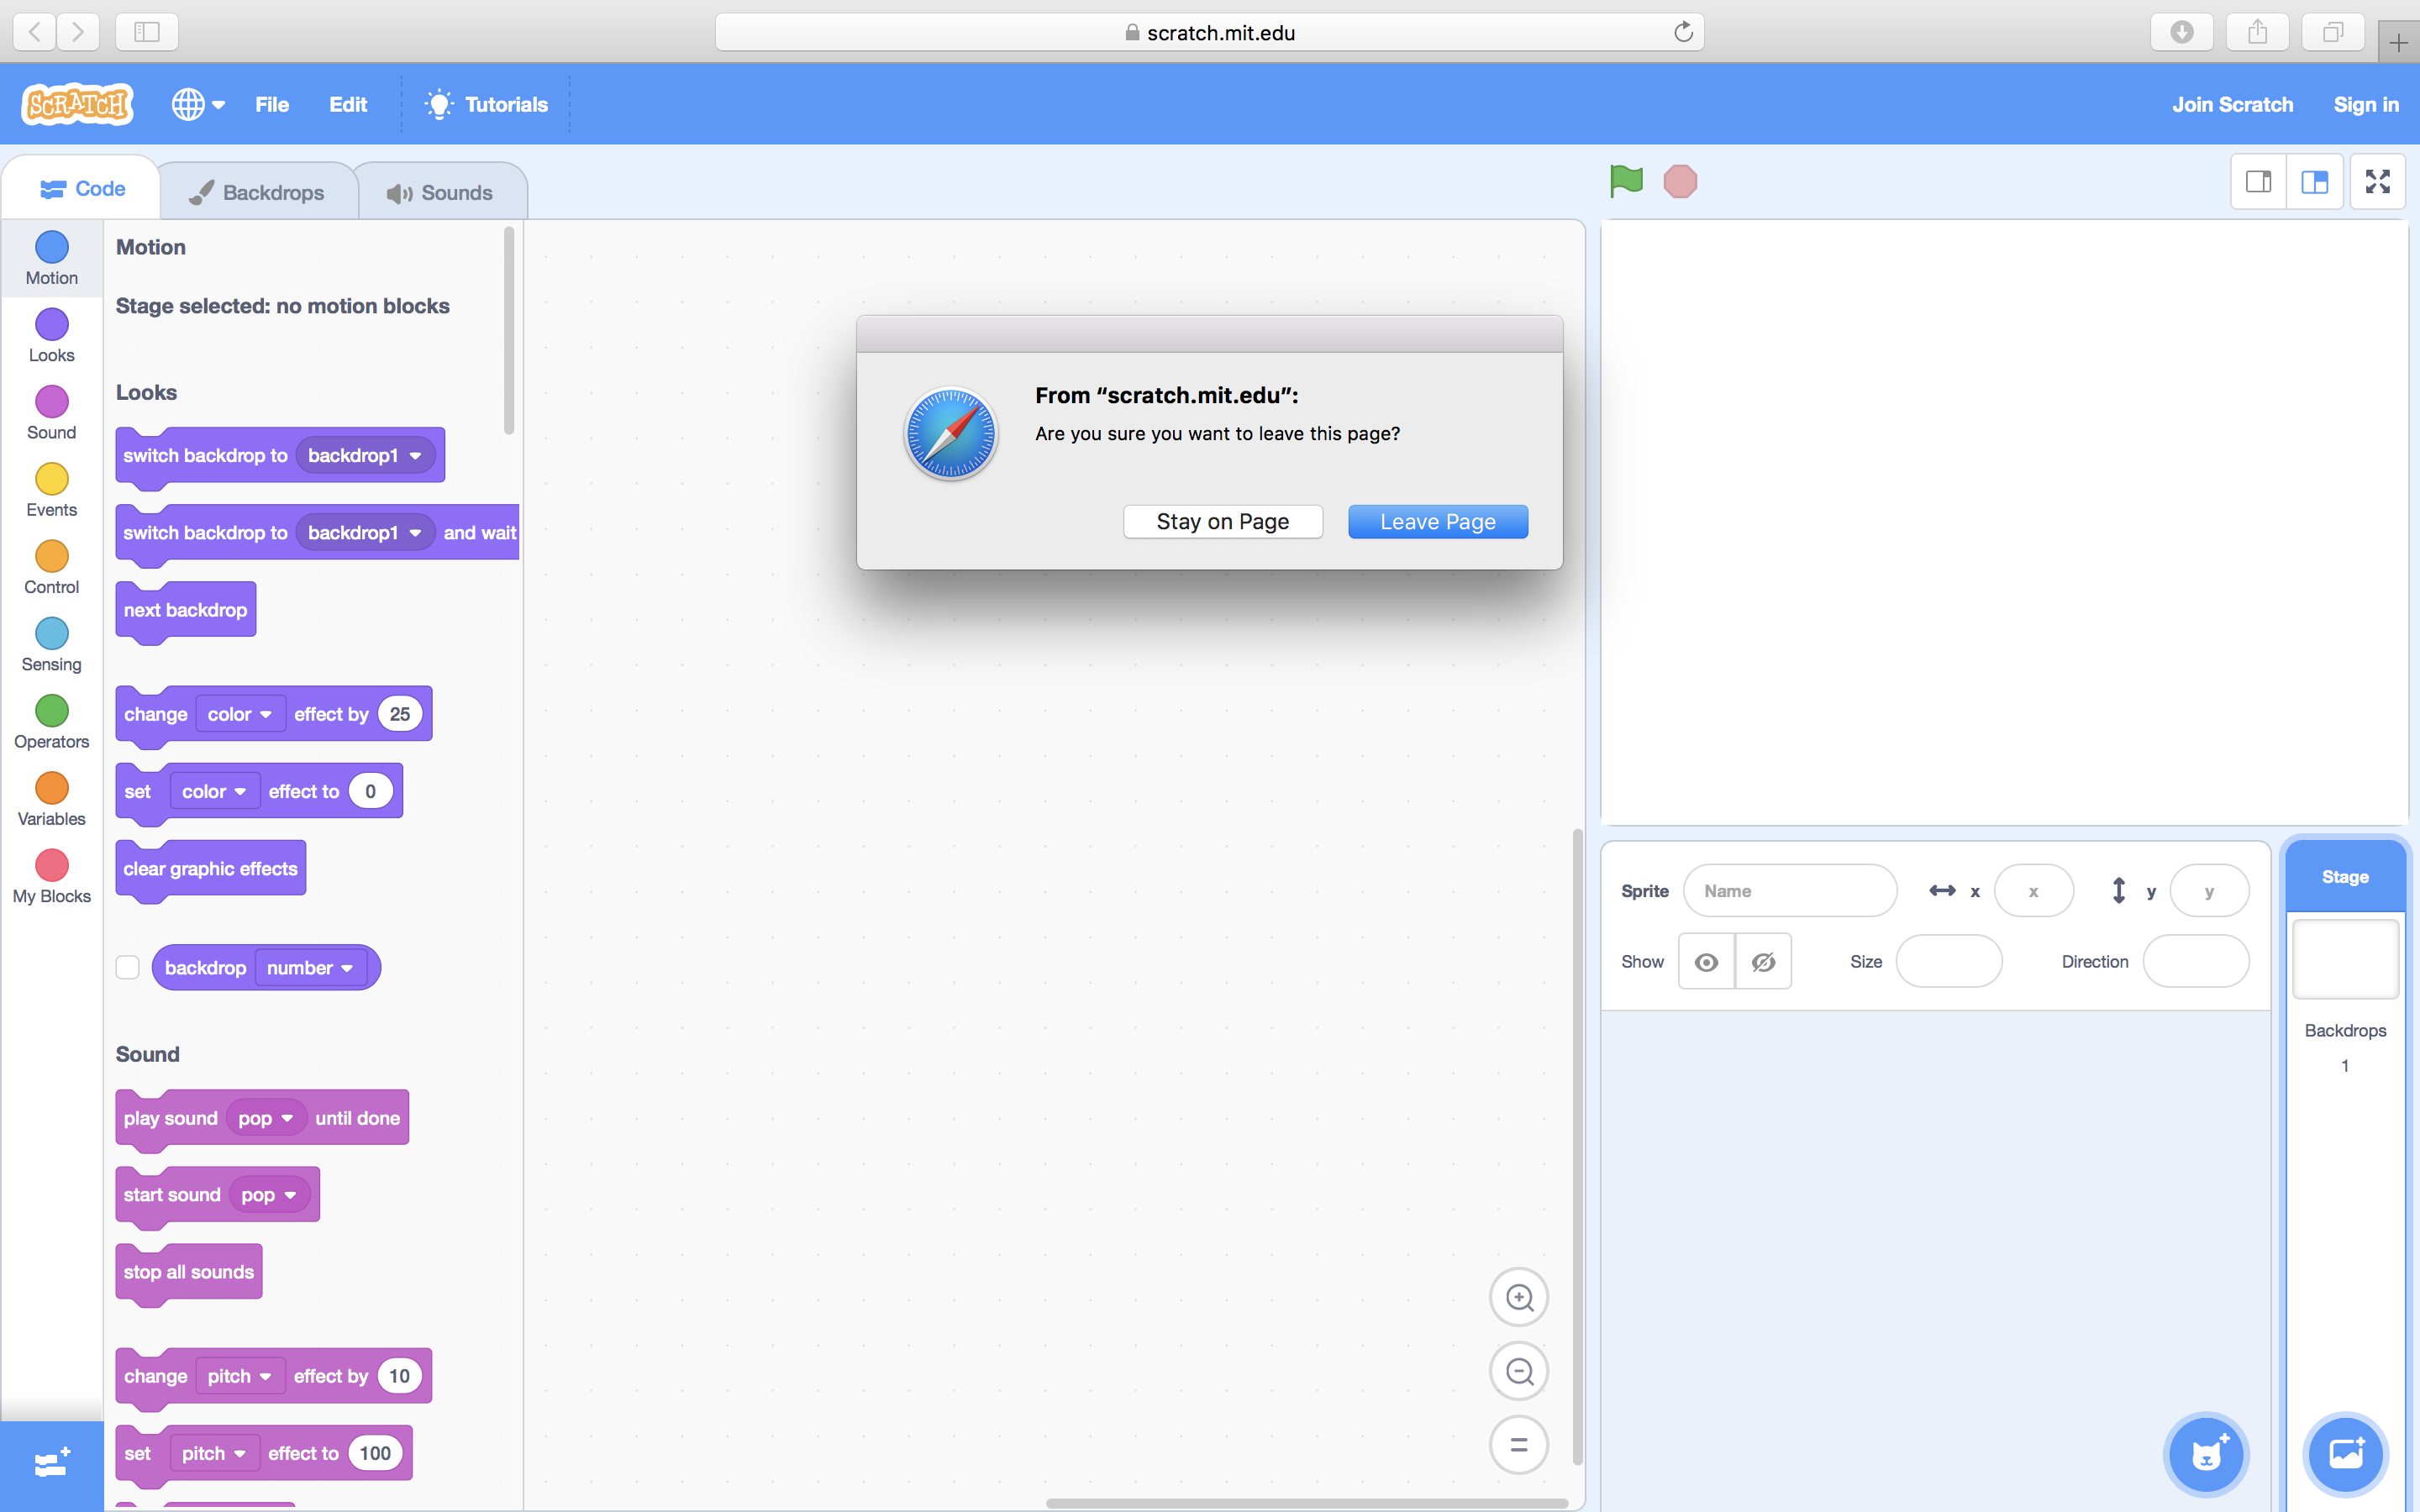 scratch.mit.edu
SCRATCH
File
Edit
Tutorials
Join Scratch
Sign in
Code
Backdrops
Sounds
Motion
Looks
Sound
Events
Control
Sensing
Operators
Variables
My Blocks
Motion
Stage selected: no motion blocks
Looks
switch backdrop to backdrop1
switch backdrop to backdrop1 and wait
next backdrop
change color effect by 25
set color effect to 0
clear graphic effects
backdrop number
Sound
play sound pop until done
start sound pop
stop all sounds
change pitch effect by 10
set pitch effect to 100
From “scratch.mit.edu”:
Are you sure you want to leave this page?
Stay on Page
Leave Page
Sprite Name x x y y
Show Size Direction
Stage
Backdrops
1